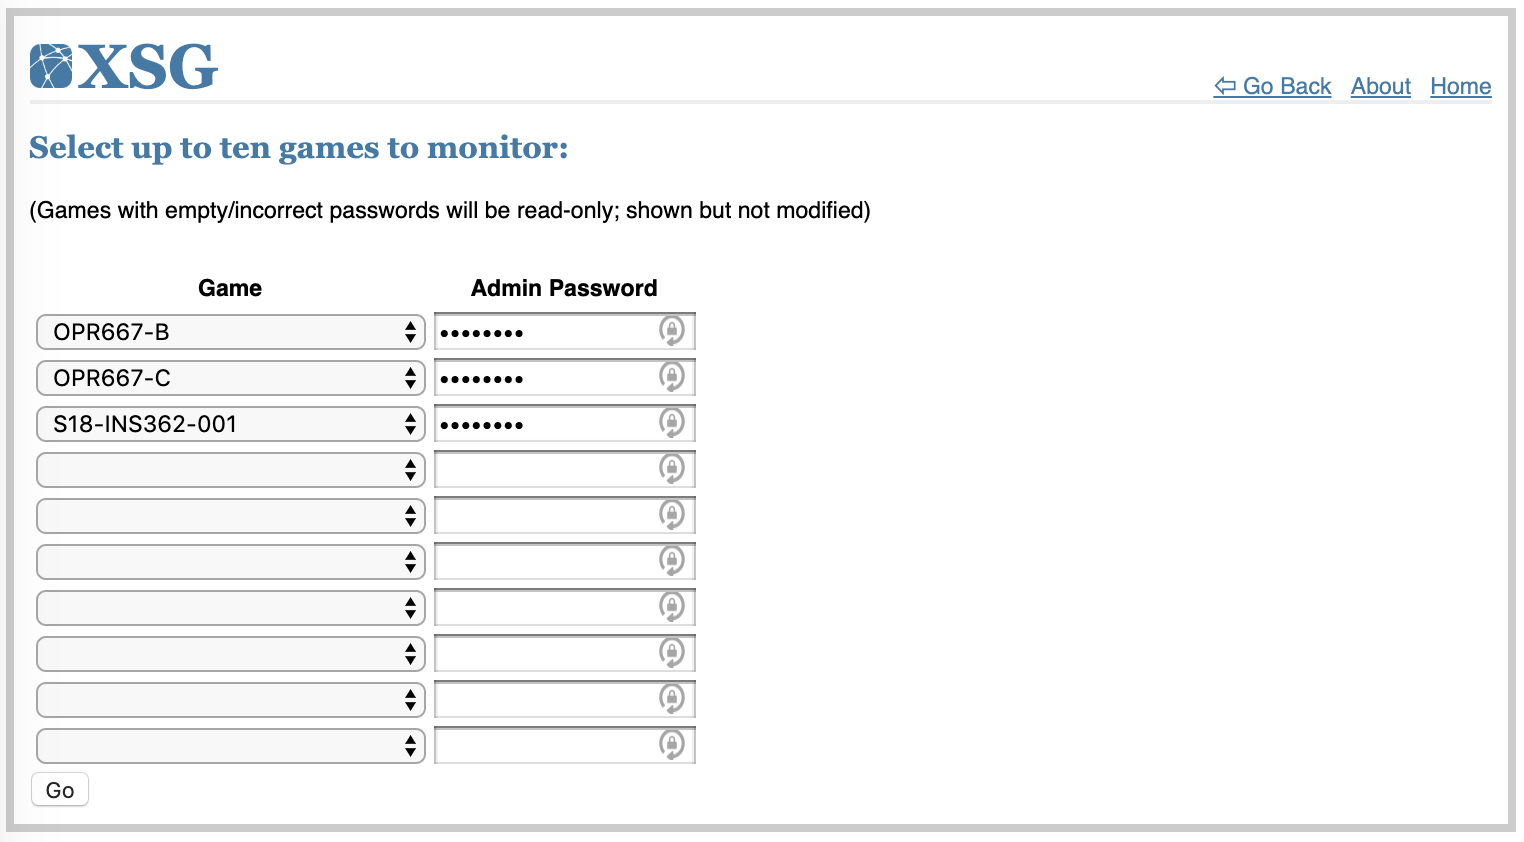 XSG
⇦ Go Back About Home
Select up to ten games to monitor:
(Games with empty/incorrect passwords will be read-only; shown but not modified)
Game Admin Password
OPR667-B ••••••••
OPR667-C ••••••••
S18-INS362-001 ••••••••
Go